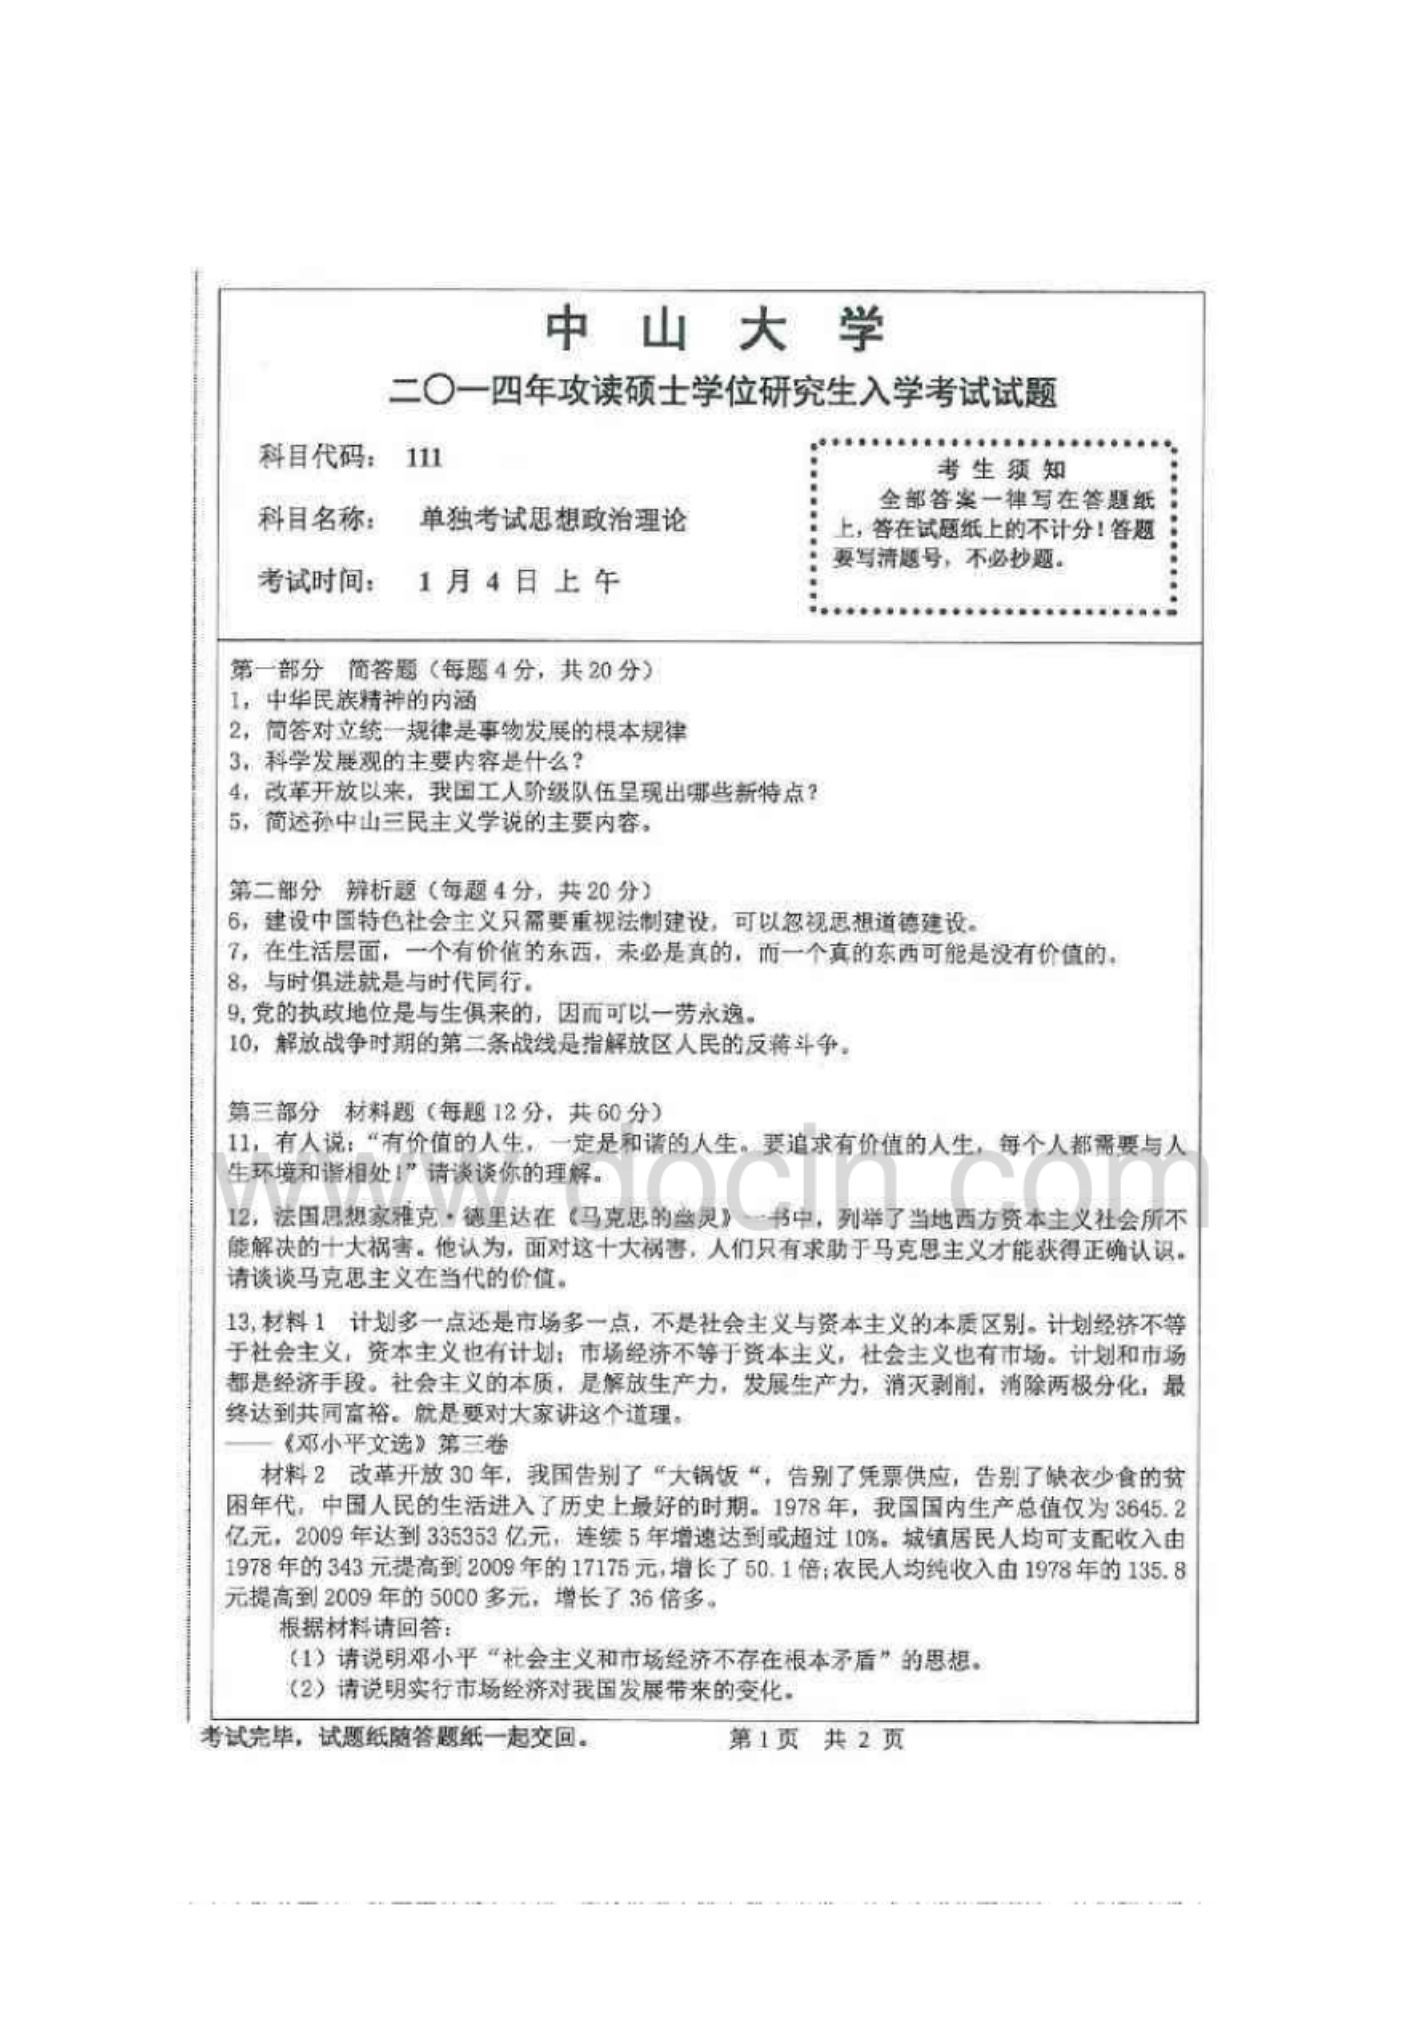 中 山 大 学
二〇一四年攻读硕士学位研究生入学考试试题
科目代码： 111
科目名称： 单独考试思想政治理论
考试时间： 1 月 4 日 上 午
考 生 须 知
全部答案一律写在答题纸
上，答在试题纸上的不计分！答题
要写清题号，不必抄题。
第一部分 简答题（每题 4 分，共 20 分）
1，中华民族精神的内涵
2，简答对立统一规律是事物发展的根本规律
3，科学发展观的主要内容是什么？
4，改革开放以来，我国工人阶级队伍呈现出哪些新特点？
5，简述孙中山三民主义学说的主要内容。
第二部分 辨析题（每题 4 分，共 20 分）
6，建设中国特色社会主义只需要重视法制建设，可以忽视思想道德建设。
7，在生活层面，一个有价值的东西，未必是真的，而一个真的东西可能是没有价值的。
8，与时俱进就是与时代同行。
9,党的执政地位是与生俱来的，因而可以一劳永逸。
10，解放战争时期的第二条战线是指解放区人民的反蒋斗争。
第三部分 材料题（每题 12 分，共 60 分）
11，有人说：“有价值的人生，一定是和谐的人生。要追求有价值的人生，每个人都需要与人
生环境和谐相处！”请谈谈你的理解。
www.docin.com
12，法国思想家雅克·德里达在《马克思的幽灵》一书中，列举了当地西方资本主义社会所不
能解决的十大祸害。他认为，面对这十大祸害，人们只有求助于马克思主义才能获得正确认识。
请谈谈马克思主义在当代的价值。
13,材料 1 计划多一点还是市场多一点，不是社会主义与资本主义的本质区别。计划经济不等
于社会主义，资本主义也有计划；市场经济不等于资本主义，社会主义也有市场。计划和市场
都是经济手段。社会主义的本质，是解放生产力，发展生产力，消灭剥削，消除两极分化，最
终达到共同富裕。就是要对大家讲这个道理。
——《邓小平文选》第三卷
材料 2 改革开放 30 年，我国告别了“大锅饭“，告别了凭票供应，告别了缺衣少食的贫
困年代，中国人民的生活进入了历史上最好的时期。1978 年，我国国内生产总值仅为 3645.2
亿元，2009 年达到 335353 亿元，连续 5 年增速达到或超过 10%。城镇居民人均可支配收入由
1978 年的 343 元提高到 2009 年的 17175 元,增长了 50.1 倍;农民人均纯收入由 1978 年的 135.8
元提高到 2009 年的 5000 多元，增长了 36 倍多。
根据材料请回答：
（1）请说明邓小平“社会主义和市场经济不存在根本矛盾”的思想。
（2）请说明实行市场经济对我国发展带来的变化。
考试完毕，试题纸随答题纸一起交回。 第 1 页 共 2 页